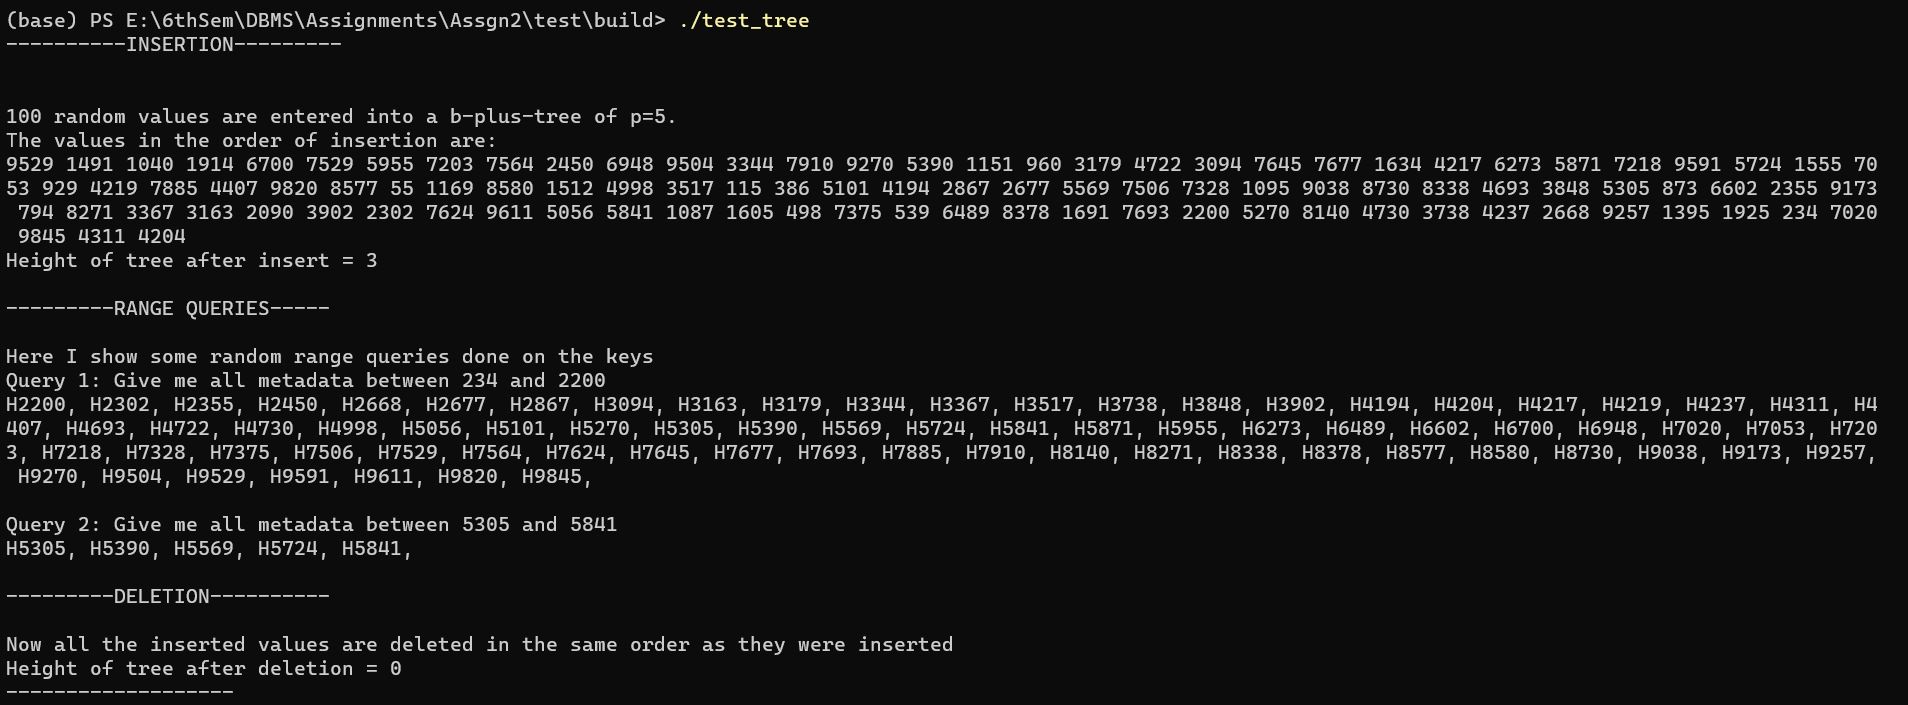 (base) PS E:\6thSem\DBMS\Assignments\Assgn2\test\build> ./test_tree
----------INSERTION---------
100 random values are entered into a b-plus-tree of p=5.
The values in the order of insertion are:
9529 1491 1040 1914 6700 7529 5955 7203 7564 2450 6948 9504 3344 7910 9270 5390 1151 960 3179 4722 3094 7645 7677 1634 4217 6273 5871 7218 9591 5724 1555 70
53 929 4219 7885 4407 9820 8577 55 1169 8580 1512 4998 3517 115 386 5101 4194 2867 2677 5569 7506 7328 1095 9038 8730 8338 4693 3848 5305 873 6602 2355 9173
 794 8271 3367 3163 2090 3902 2302 7624 9611 5056 5841 1087 1605 498 7375 539 6489 8378 1691 7693 2200 5270 8140 4730 3738 4237 2668 9257 1395 1925 234 7020
 9845 4311 4204
Height of tree after insert = 3
---------RANGE QUERIES-----
Here I show some random range queries done on the keys
Query 1: Give me all metadata between 234 and 2200
H2200, H2302, H2355, H2450, H2668, H2677, H2867, H3094, H3163, H3179, H3344, H3367, H3517, H3738, H3848, H3902, H4194, H4204, H4217, H4219, H4237, H4311, H4
407, H4693, H4722, H4730, H4998, H5056, H5101, H5270, H5305, H5390, H5569, H5724, H5841, H5871, H5955, H6273, H6489, H6602, H6700, H6948, H7020, H7053, H720
3, H7218, H7328, H7375, H7506, H7529, H7564, H7624, H7645, H7677, H7693, H7885, H7910, H8140, H8271, H8338, H8378, H8577, H8580, H8730, H9038, H9173, H9257,
 H9270, H9504, H9529, H9591, H9611, H9820, H9845,
Query 2: Give me all metadata between 5305 and 5841
H5305, H5390, H5569, H5724, H5841,
---------DELETION----------
Now all the inserted values are deleted in the same order as they were inserted
Height of tree after deletion = 0
-------------------